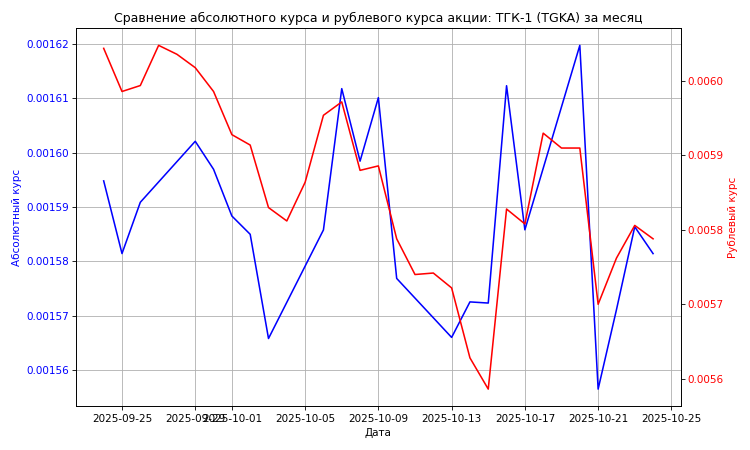 Сравнение абсолютного курса и рублевого курса акции: ТГК-1 (TGKA) за месяц
0.00162
0.00161
0.00160
0.00159
0.00158
0.00157
0.00156
Абсолютный курс
0.0060
0.0059
0.0058
0.0057
0.0056
Рублевый курс
2025-09-25 2025-09-29 2025-10-01 2025-10-05 2025-10-09 2025-10-13 2025-10-17 2025-10-21 2025-10-25
Дата